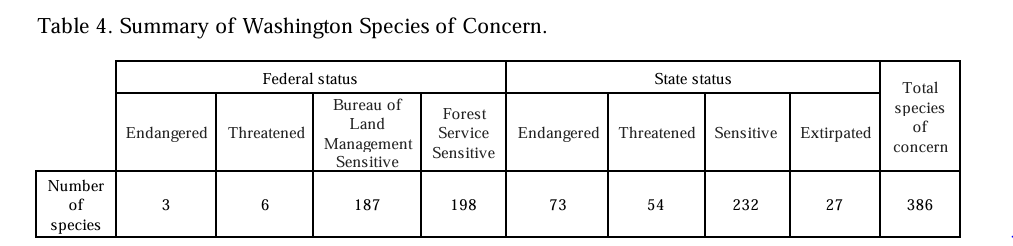 Table 4. Summary of Washington Species of Concern.
Federal status
State status
Total
species
of
concern
Endangered
Threatened
Bureau of
Land
Management
Sensitive
Forest
Service
Sensitive
Endangered
Threatened
Sensitive
Extirpated
Number
of
species
3
6
187
198
73
54
232
27
386